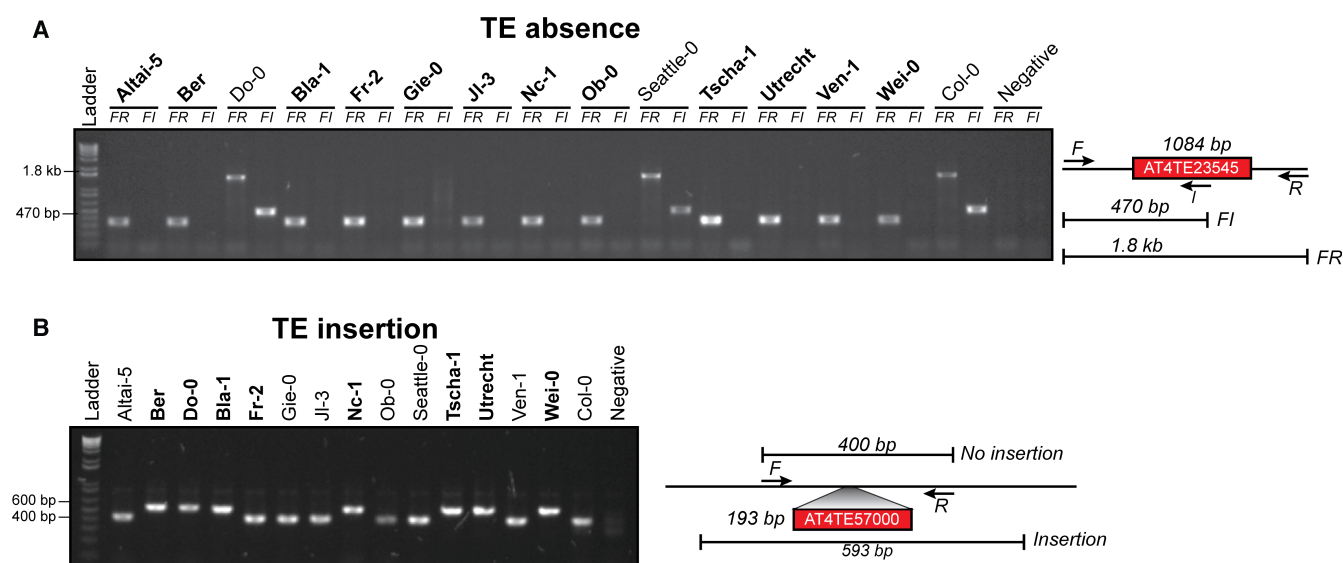 A
TE absence
Ladder Altai-5 Ber Do-0 Bla-1 Fr-2 Gie-0 Jl-3 Nc-1 Ob-0 Seattle-0 Tscha-1 Utrecht Ven-1 Wei-0 Col-0 Negative
FR FI FR FI FR FI FR FI FR FI FR FI FR FI FR FI FR FI FR FI FR FI FR FI FR FI FR FI FR FI FR FI
1.8 kb
470 bp
F
1084 bp
AT4TE23545
I
R
470 bp
FI
1.8 kb
FR
B
TE insertion
Ladder Altai-5 Ber Do-0 Bla-1 Fr-2 Gie-0 Jl-3 Nc-1 Ob-0 Seattle-0 Tscha-1 Utrecht Ven-1 Wei-0 Col-0 Negative
600 bp
400 bp
400 bp
No insertion
F
R
193 bp
AT4TE57000
593 bp
Insertion